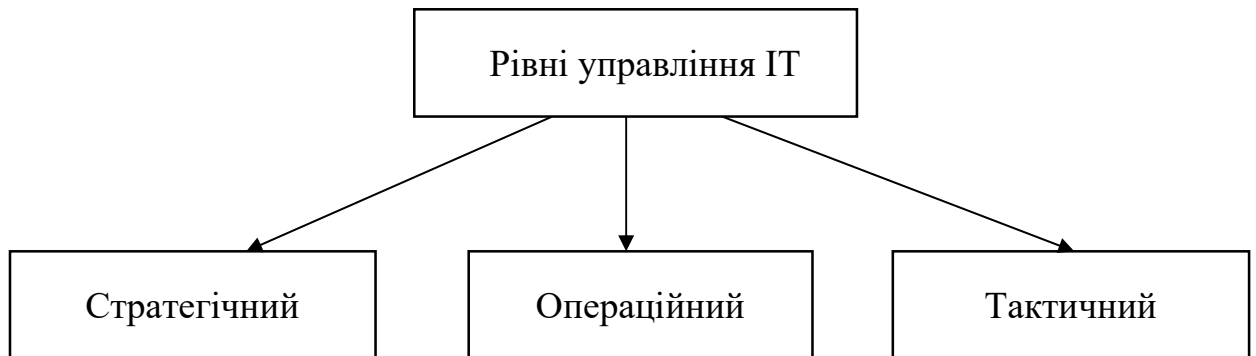 Рівні управління ІТ
Стратегічний
Операційний
Тактичний